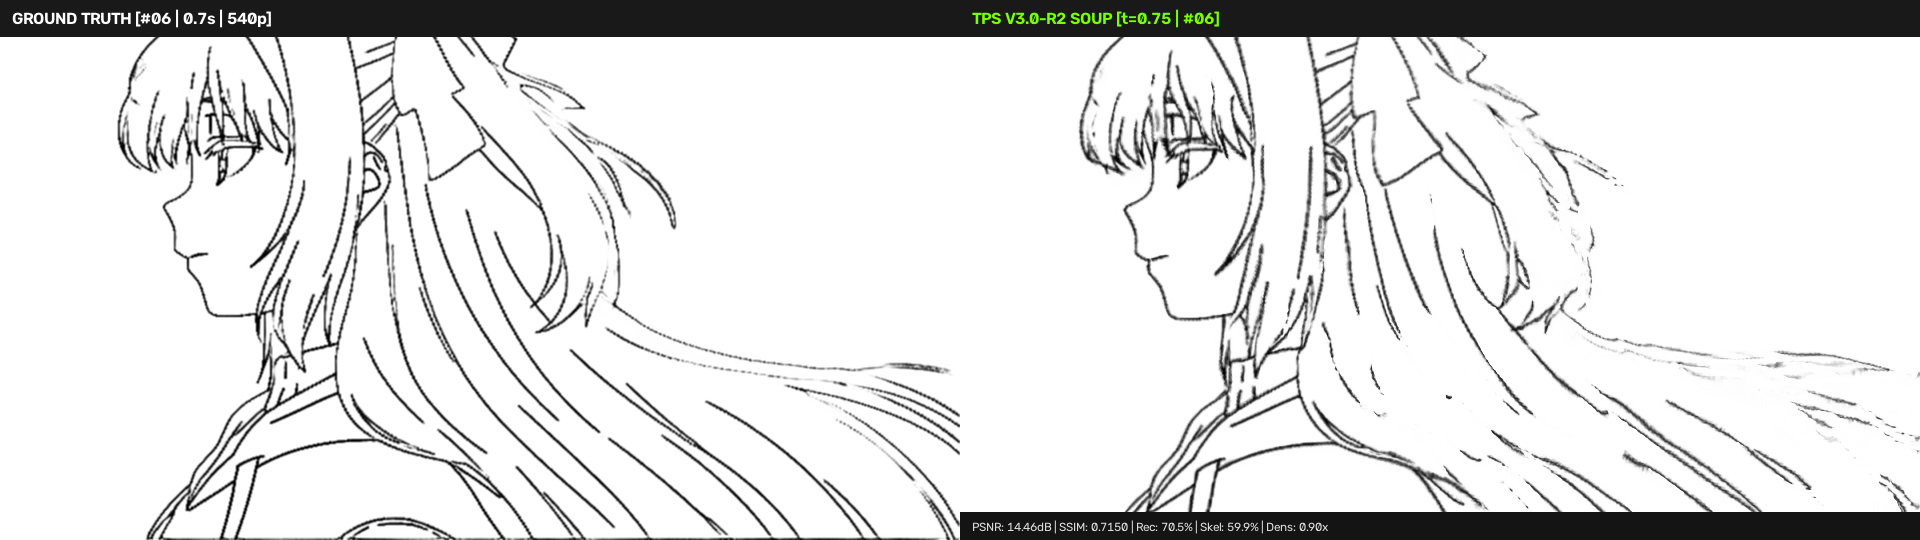 GROUND TRUTH [#06 | 0.7s | 540p]
TPS V3.0-R2 SOUP [t=0.75 | #06]
PSNR: 14.46dB | SSIM: 0.7150 | Rec: 70.5% | Skel: 59.9% | Dens: 0.90x